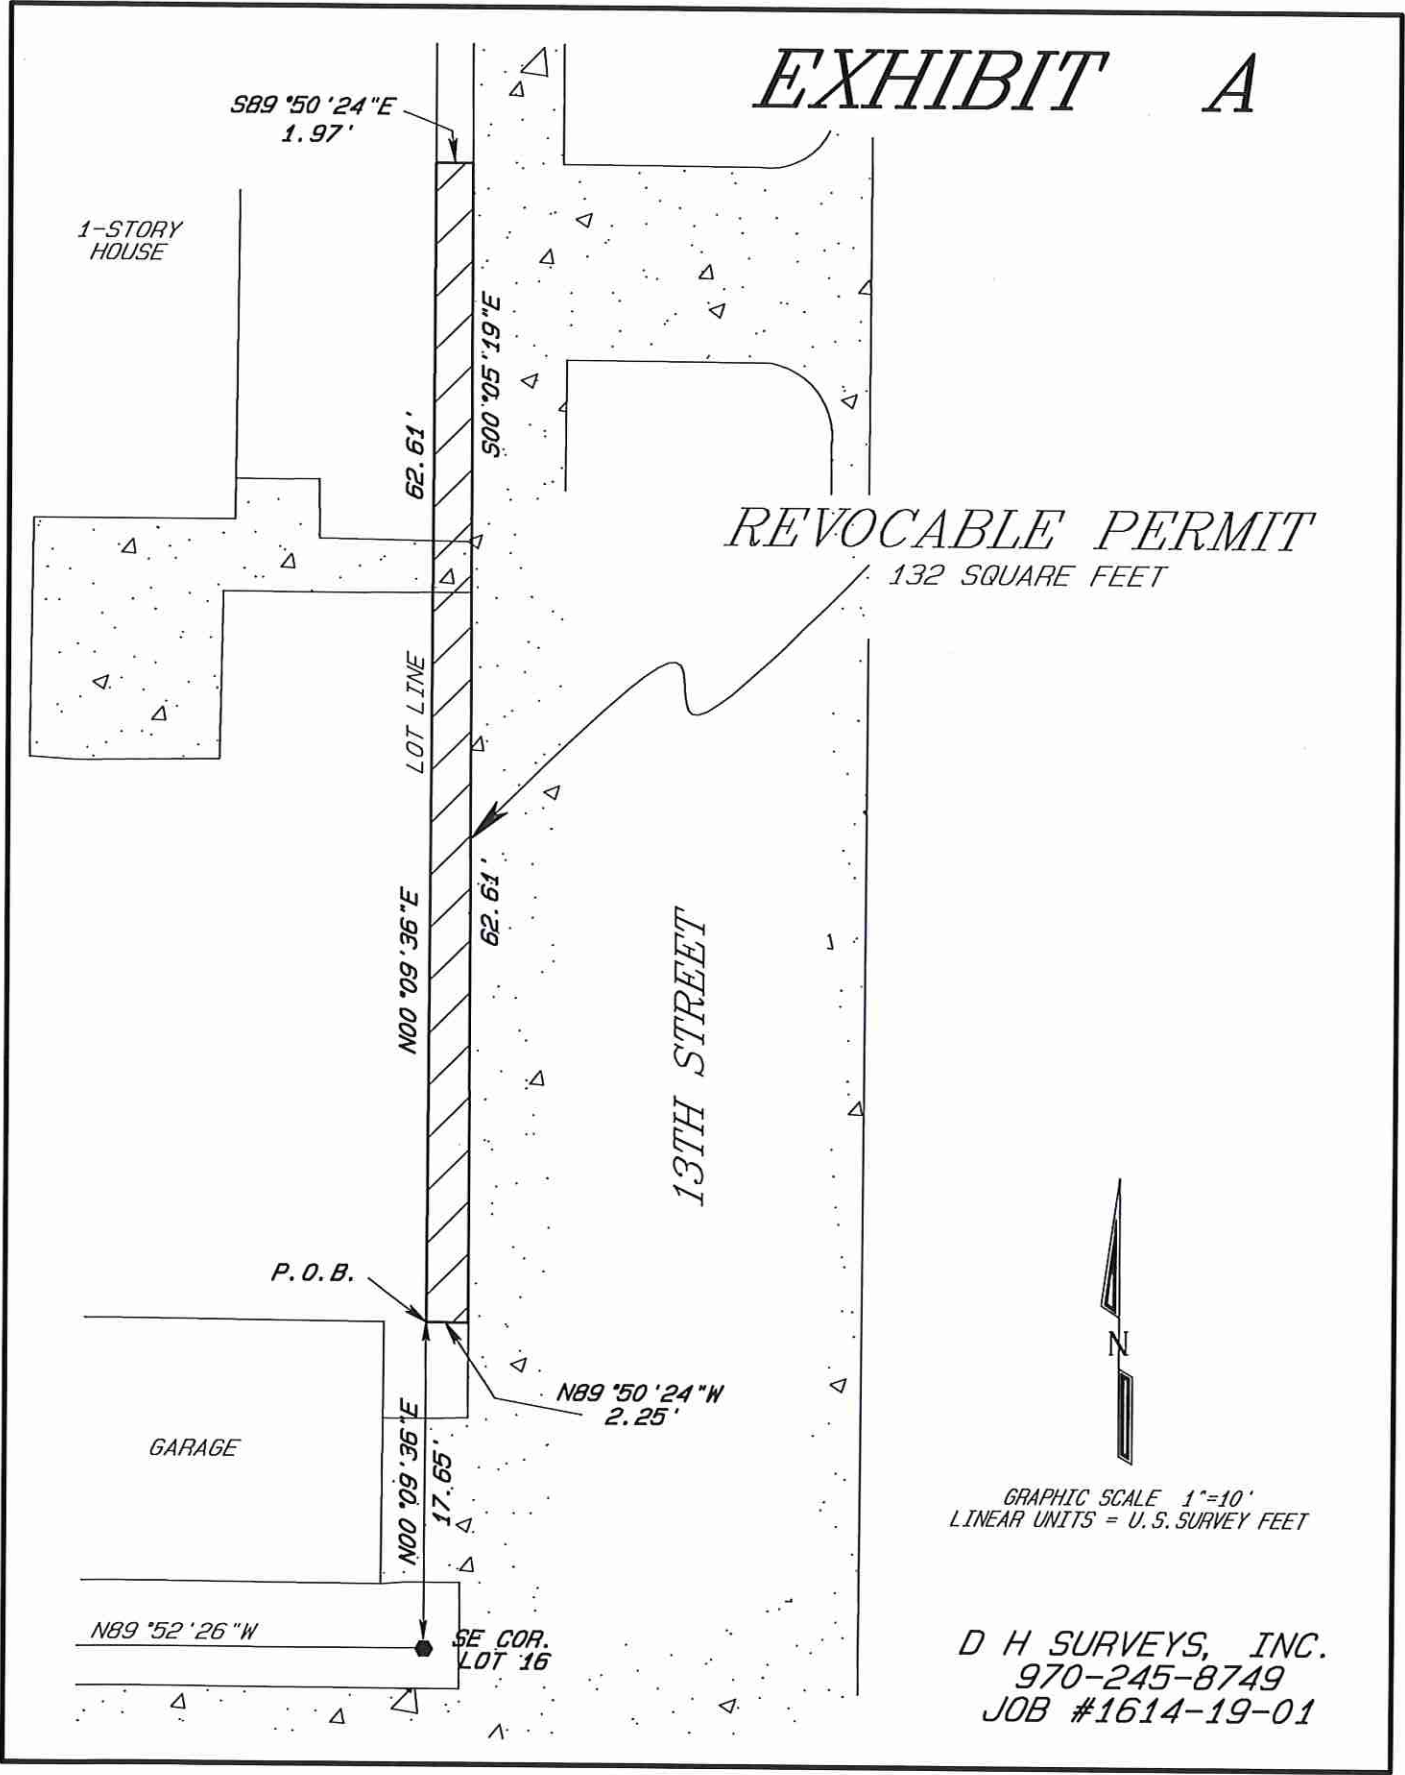 EXHIBIT A
S89°50'24"E
1.97'
1-STORY
HOUSE
S00°05'19"E
62.61'
REVOCABLE PERMIT
132 SQUARE FEET
LOT LINE
62.61'
N00°09'36"E
13TH STREET
P.O.B.
N89°50'24"W
2.25'
N
GARAGE
N00°09'36"E
17.65'
GRAPHIC SCALE 1"=10'
LINEAR UNITS = U.S. SURVEY FEET
N89°52'26"W
SE COR.
LOT 16
D H SURVEYS, INC.
970-245-8749
JOB #1614-19-01